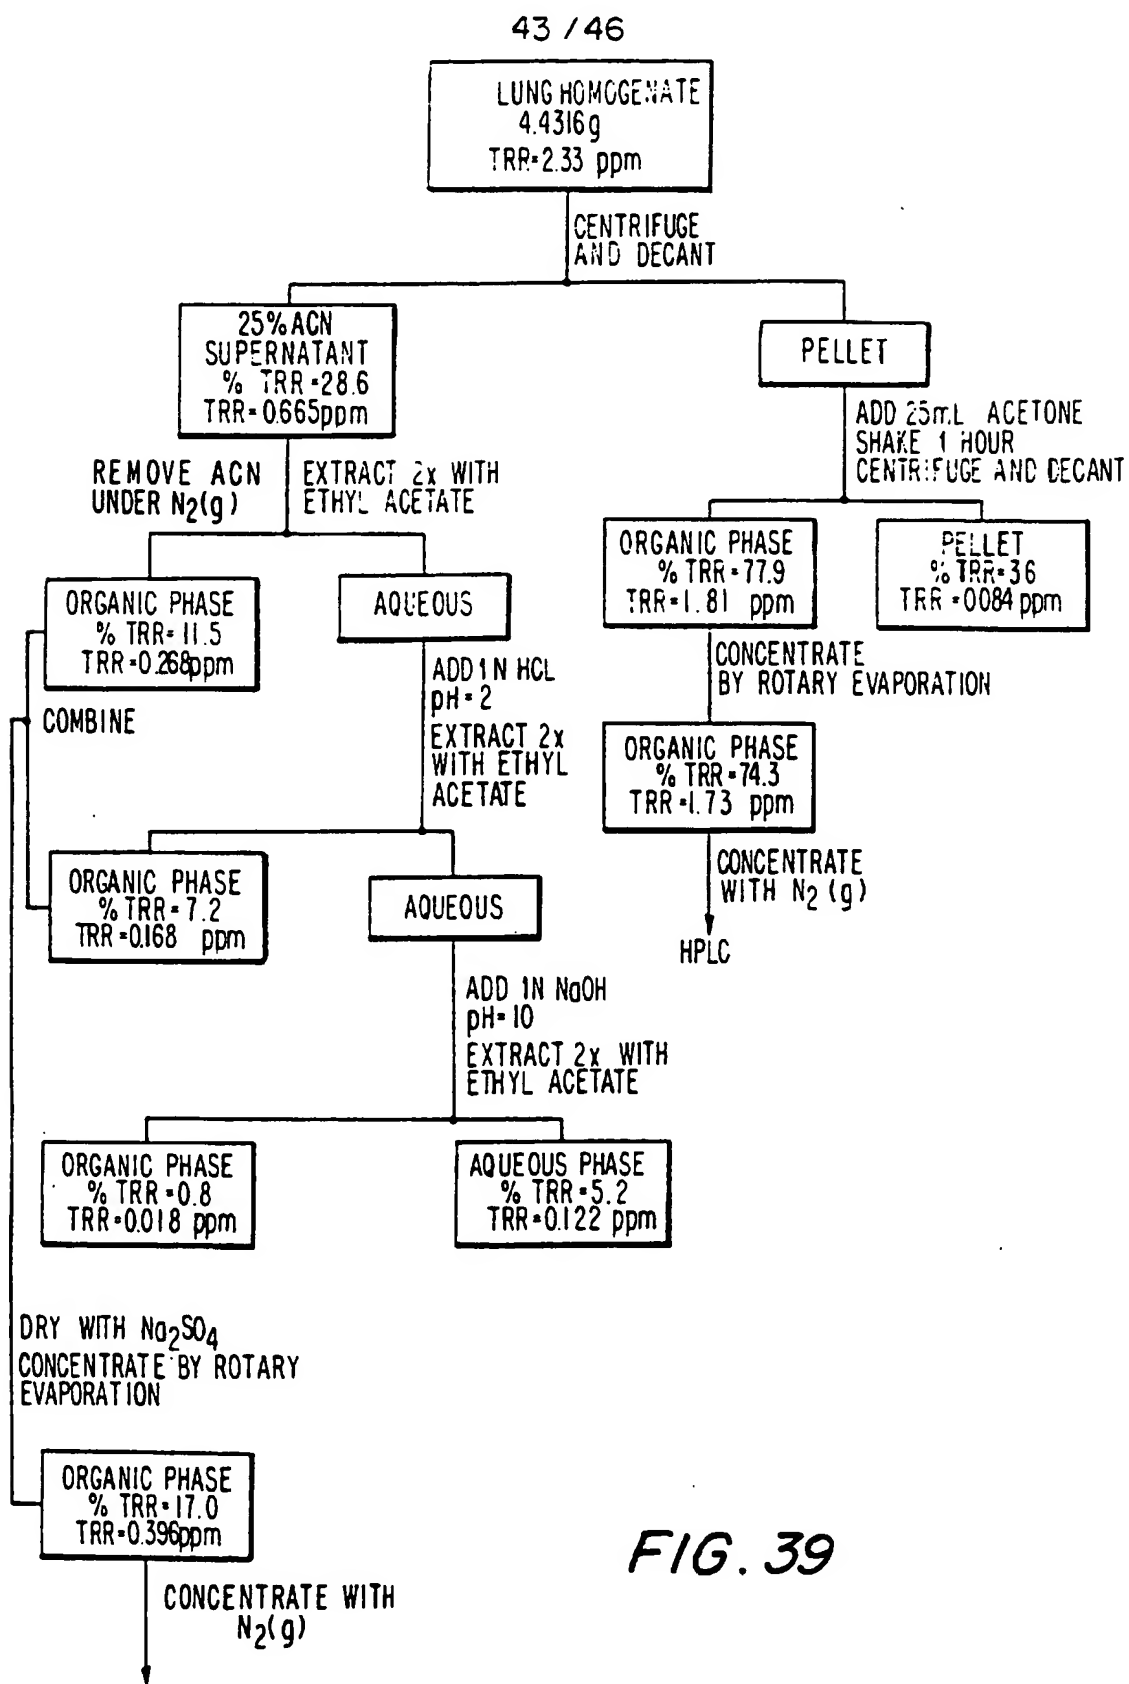 43 / 46
LUNG HOMOGENATE
4.4316g
TRR=2.33 ppm
CENTRIFUGE
AND DECANT
25% ACN
SUPERNATANT
% TRR=28.6
TRR=0.665ppm
PELLET
ADD 25mL ACETONE
SHAKE 1 HOUR
CENTRIFUGE AND DECANT
REMOVE ACN
UNDER N2(g)
EXTRACT 2x WITH
ETHYL ACETATE
ORGANIC PHASE
% TRR=77.9
TRR=1.81 ppm
PELLET
% TRR=36
TRR=0084 ppm
ORGANIC PHASE
% TRR=11.5
TRR=0.268ppm
AQUEOUS
CONCENTRATE
BY ROTARY EVAPORATION
ADD 1N HCL
pH=2
EXTRACT 2x
WITH ETHYL
ACETATE
COMBINE
ORGANIC PHASE
% TRR=74.3
TRR=1.73 ppm
CONCENTRATE
WITH N2 (g)
HPLC
ORGANIC PHASE
% TRR=7.2
TRR=0.168 ppm
AQUEOUS
ADD 1N NaOH
pH=10
EXTRACT 2x WITH
ETHYL ACETATE
ORGANIC PHASE
% TRR=0.8
TRR=0.018 ppm
AQUEOUS PHASE
% TRR=5.2
TRR=0.122 ppm
DRY WITH Na2SO4
CONCENTRATE BY ROTARY
EVAPORATION
ORGANIC PHASE
% TRR=17.0
TRR=0.396ppm
CONCENTRATE WITH
N2(g)
FIG. 39